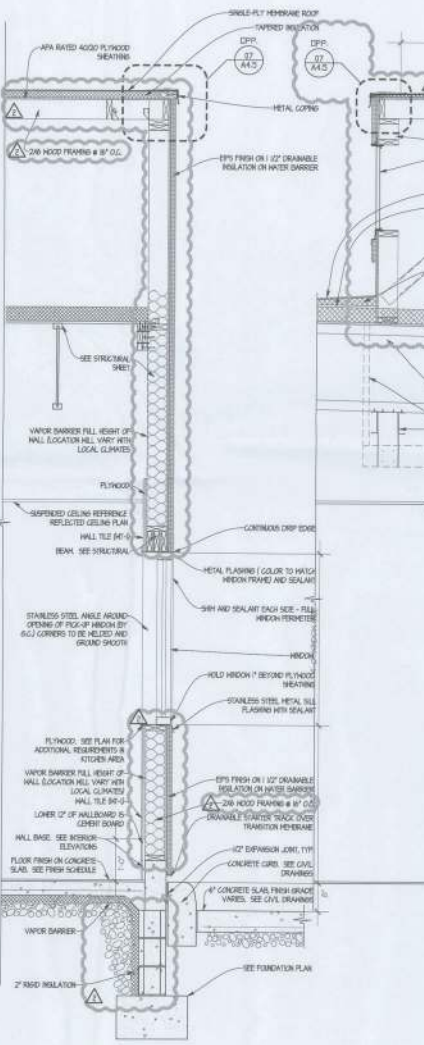 SINGLE-PLY MEMBRANE ROOF
TAPERED INSULATION
APA RATED 40/20 PLYWOOD
SHEATHING
OPP.
07
A4.5
OPP.
07
A4.5
METAL COPING
2
2X6 WOOD FRAMING @ 16" O.C.
EIFS FINISH ON 1 1/2" DRAINABLE
INSULATION ON WATER BARRIER
SEE STRUCTURAL
SHEET
VAPOR BARRIER FULL HEIGHT OF
WALL (LOCATION WILL VARY WITH
LOCAL CLIMATES)
PLYWOOD
SUSPENDED CEILING REFERENCE
REFLECTED CEILING PLAN
WALL TILE (WT-1)
BEAM. SEE STRUCTURAL
CONTINUOUS DRIP EDGE
METAL FLASHING (COLOR TO MATCH
WINDOW FRAME) AND SEALANT
SHIM AND SEALANT EACH SIDE - FULL
WINDOW PERIMETER
STAINLESS STEEL ANGLE AROUND
OPENING OF PICK-UP WINDOW (BY
G.C.) CORNERS TO BE WELDED AND
GROUND SMOOTH
WINDOW
HOLD WINDOW 1" BEYOND PLYWOOD
SHEATHING
STAINLESS STEEL METAL SILL
FLASHING WITH SEALANT
PLYWOOD. SEE PLAN FOR
ADDITIONAL REQUIREMENTS IN
KITCHEN AREA
VAPOR BARRIER FULL HEIGHT OF
WALL (LOCATION WILL VARY WITH
LOCAL CLIMATES)
WALL TILE (WT-1)
LOWER 12" OF WALLBOARD IS
CEMENT BOARD
EIFS FINISH ON 1 1/2" DRAINABLE
INSULATION ON WATER BARRIER
2X6 WOOD FRAMING @ 16" O.C.
DRAINABLE STARTER TRACK OVER
TRANSITION MEMBRANE
WALL BASE. SEE INTERIOR
ELEVATIONS
1/2" EXPANSION JOINT, TYP.
FLOOR FINISH ON CONCRETE
SLAB. SEE FINISH SCHEDULE
CONCRETE CURB. SEE CIVIL
DRAWINGS
4" CONCRETE SLAB, FINISH GRADE
VARIES. SEE CIVIL DRAWINGS
VAPOR BARRIER
SEE FOUNDATION PLAN
2" RIGID INSULATION